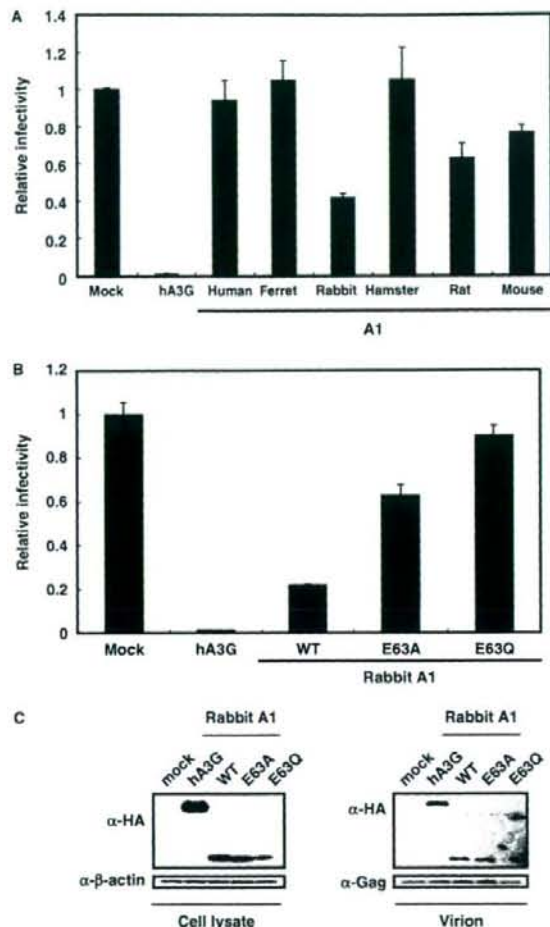 A
Relative infectivity
1.4
1.2
1
0.8
0.6
0.4
0.2
0
Mock hA3G Human Ferret Rabbit Hamster Rat Mouse
A1
B
Relative infectivity
1.2
1
0.8
0.6
0.4
0.2
0
Mock hA3G WT E63A E63Q
Rabbit A1
C
Rabbit A1
mock hA3G WT E63A E63Q
α-HA
α-β-actin
Cell lysate
Rabbit A1
mock hA3G WT E63A E63Q
α-HA
α-Gag
Virion